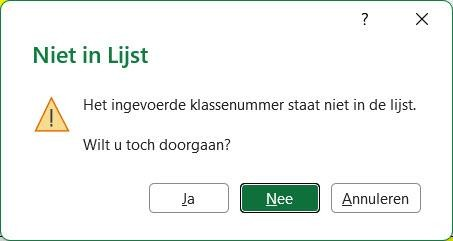 ?
Niet in Lijst
Het ingevoerde klassenummer staat niet in de lijst.
Wilt u toch doorgaan?
Ja Nee Annuleren